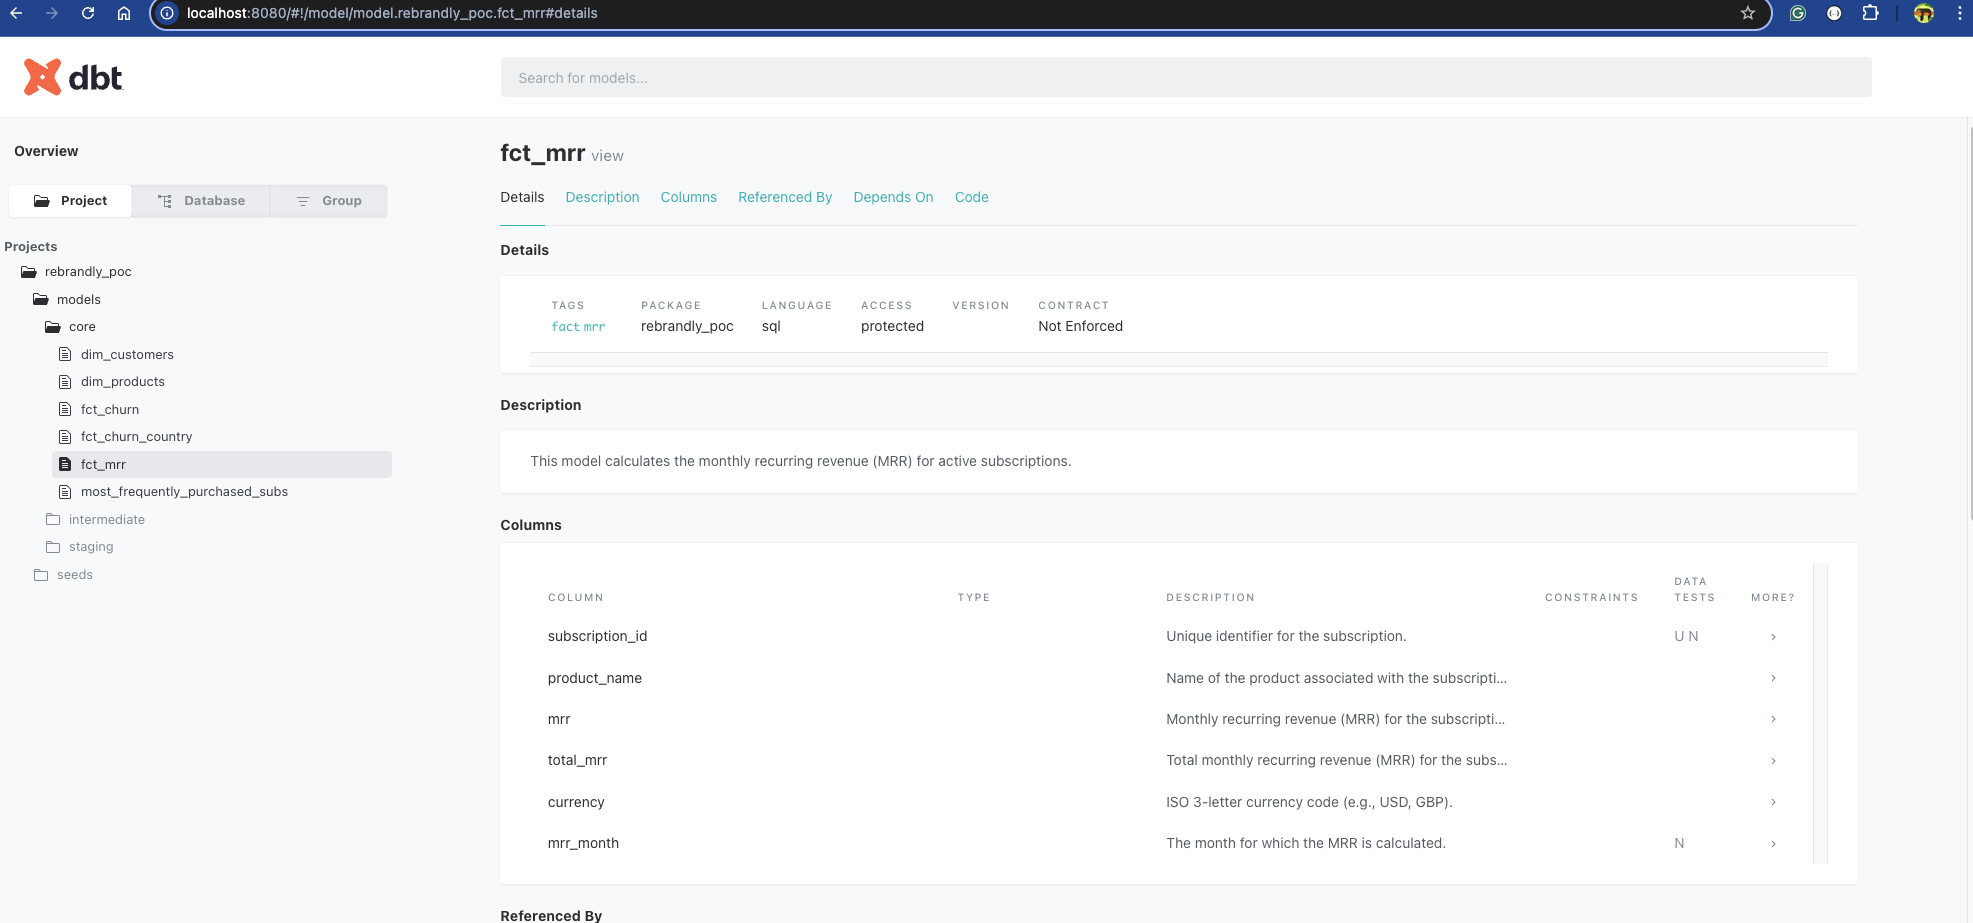 localhost:8080/#!/model/model.rebrandly_poc.fct_mrr#details
dbt
Search for models...
Overview
Project
Database
Group
Projects
rebrandly_poc
models
core
dim_customers
dim_products
fct_churn
fct_churn_country
fct_mrr
most_frequently_purchased_subs
intermediate
staging
seeds
fct_mrr view
Details Description Columns Referenced By Depends On Code
Details
TAGS PACKAGE LANGUAGE ACCESS VERSION CONTRACT
fact mrr rebrandly_poc sql protected Not Enforced
Description
This model calculates the monthly recurring revenue (MRR) for active subscriptions.
Columns
COLUMN TYPE DESCRIPTION CONSTRAINTS DATA TESTS MORE?
subscription_id Unique identifier for the subscription. U N
product_name Name of the product associated with the subscripti...
mrr Monthly recurring revenue (MRR) for the subscripti...
total_mrr Total monthly recurring revenue (MRR) for the subs...
currency ISO 3-letter currency code (e.g., USD, GBP).
mrr_month The month for which the MRR is calculated. N
Referenced By